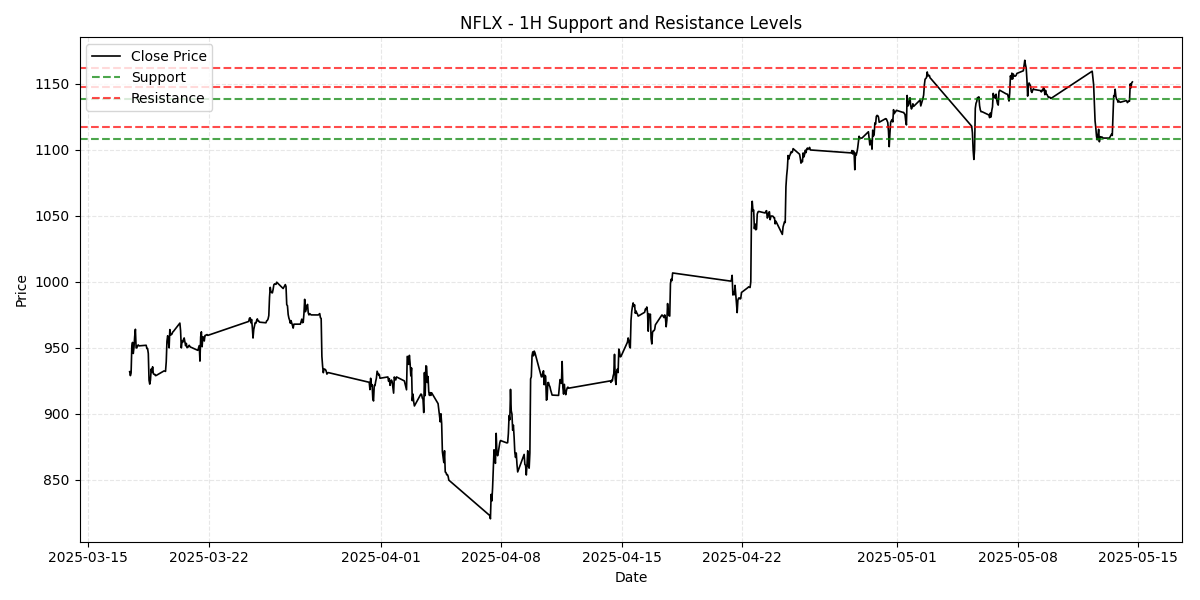 NFLX - 1H Support and Resistance Levels
Close Price
Support
Resistance
1150
1100
1050
1000
950
900
850
Price
2025-03-15 2025-03-22 2025-04-01 2025-04-08 2025-04-15 2025-04-22 2025-05-01 2025-05-08 2025-05-15
Date